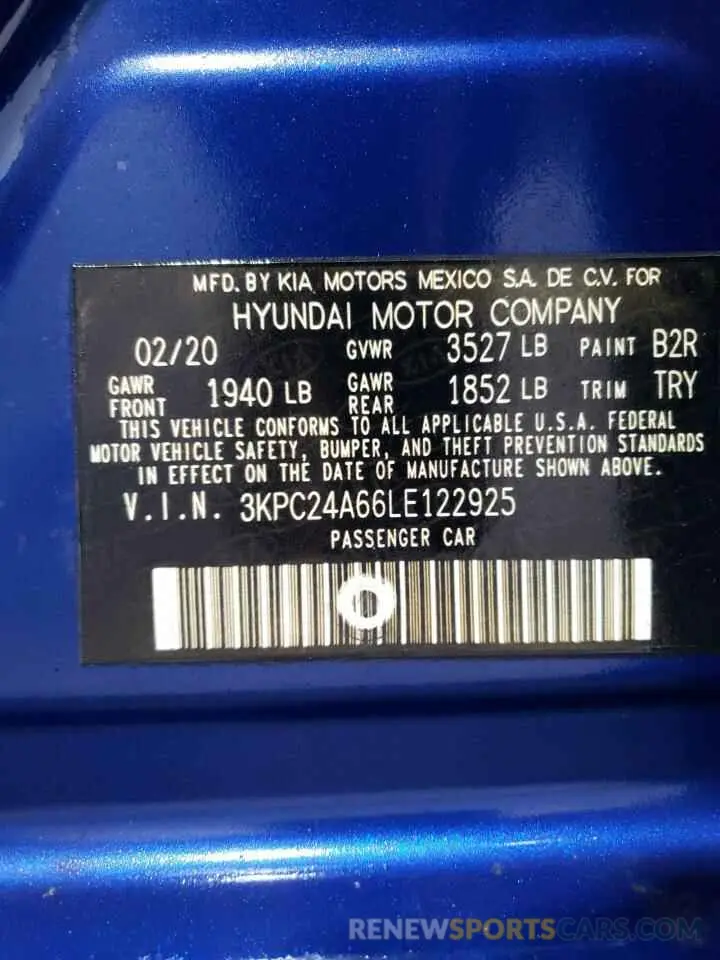 MFD. BY KIA MOTORS MEXICO S.A. DE C.V. FOR
HYUNDAI MOTOR COMPANY
02/20 GVWR 3527 LB PAINT B2R
GAWR FRONT 1940 LB GAWR REAR 1852 LB TRIM TRY
THIS VEHICLE CONFORMS TO ALL APPLICABLE U.S.A. FEDERAL
MOTOR VEHICLE SAFETY, BUMPER, AND THEFT PREVENTION STANDARDS
IN EFFECT ON THE DATE OF MANUFACTURE SHOWN ABOVE.
V.I.N. 3KPC24A66LE122925
PASSENGER CAR
RENEWSPORTSCARS.COM